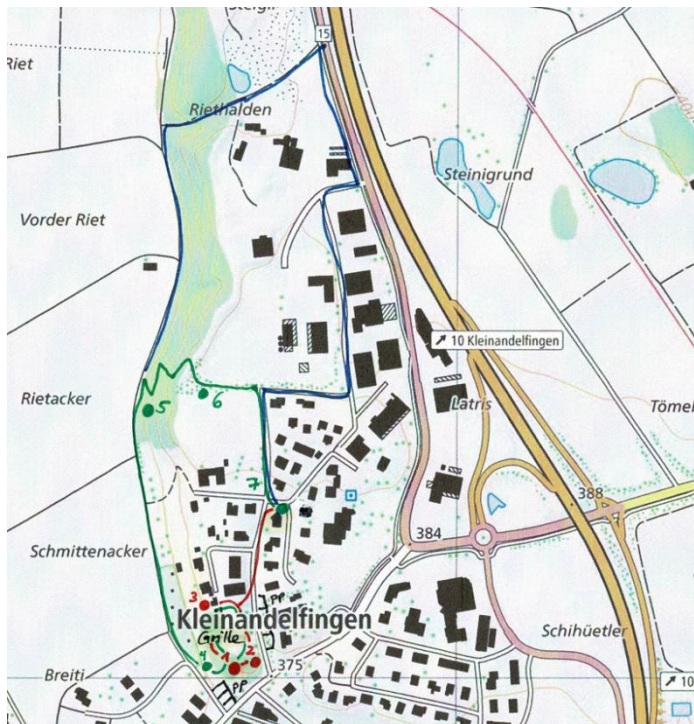 Steigli
15
Riet
Riethalden
Steinigrund
Vorder Riet
10 Kleinandelfingen
Rietacker
5
6
Latris
Tömel
7
388
384
Schmittenacker
3
PP
Kleinandelfingen
Grille
Schihüetler
4
1
2
375
Breiti
PP
10